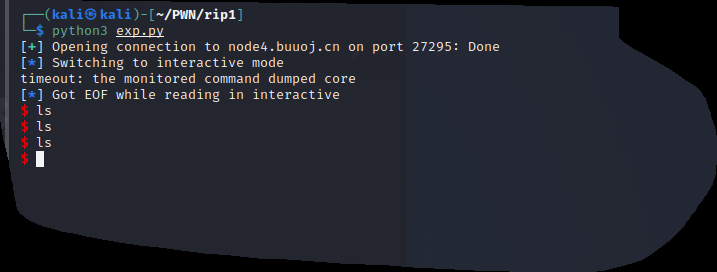 ┌──(kali㉿kali)-[~/PWN/rip1]
└─$ python3 exp.py
[+] Opening connection to node4.buuoj.cn on port 27295: Done
[*] Switching to interactive mode
timeout: the monitored command dumped core
[*] Got EOF while reading in interactive
$ ls
$ ls
$ ls
$